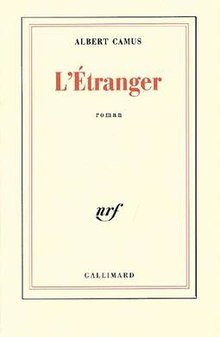 ALBERT CAMUS
L'Étranger
roman
nrf
GALLIMARD